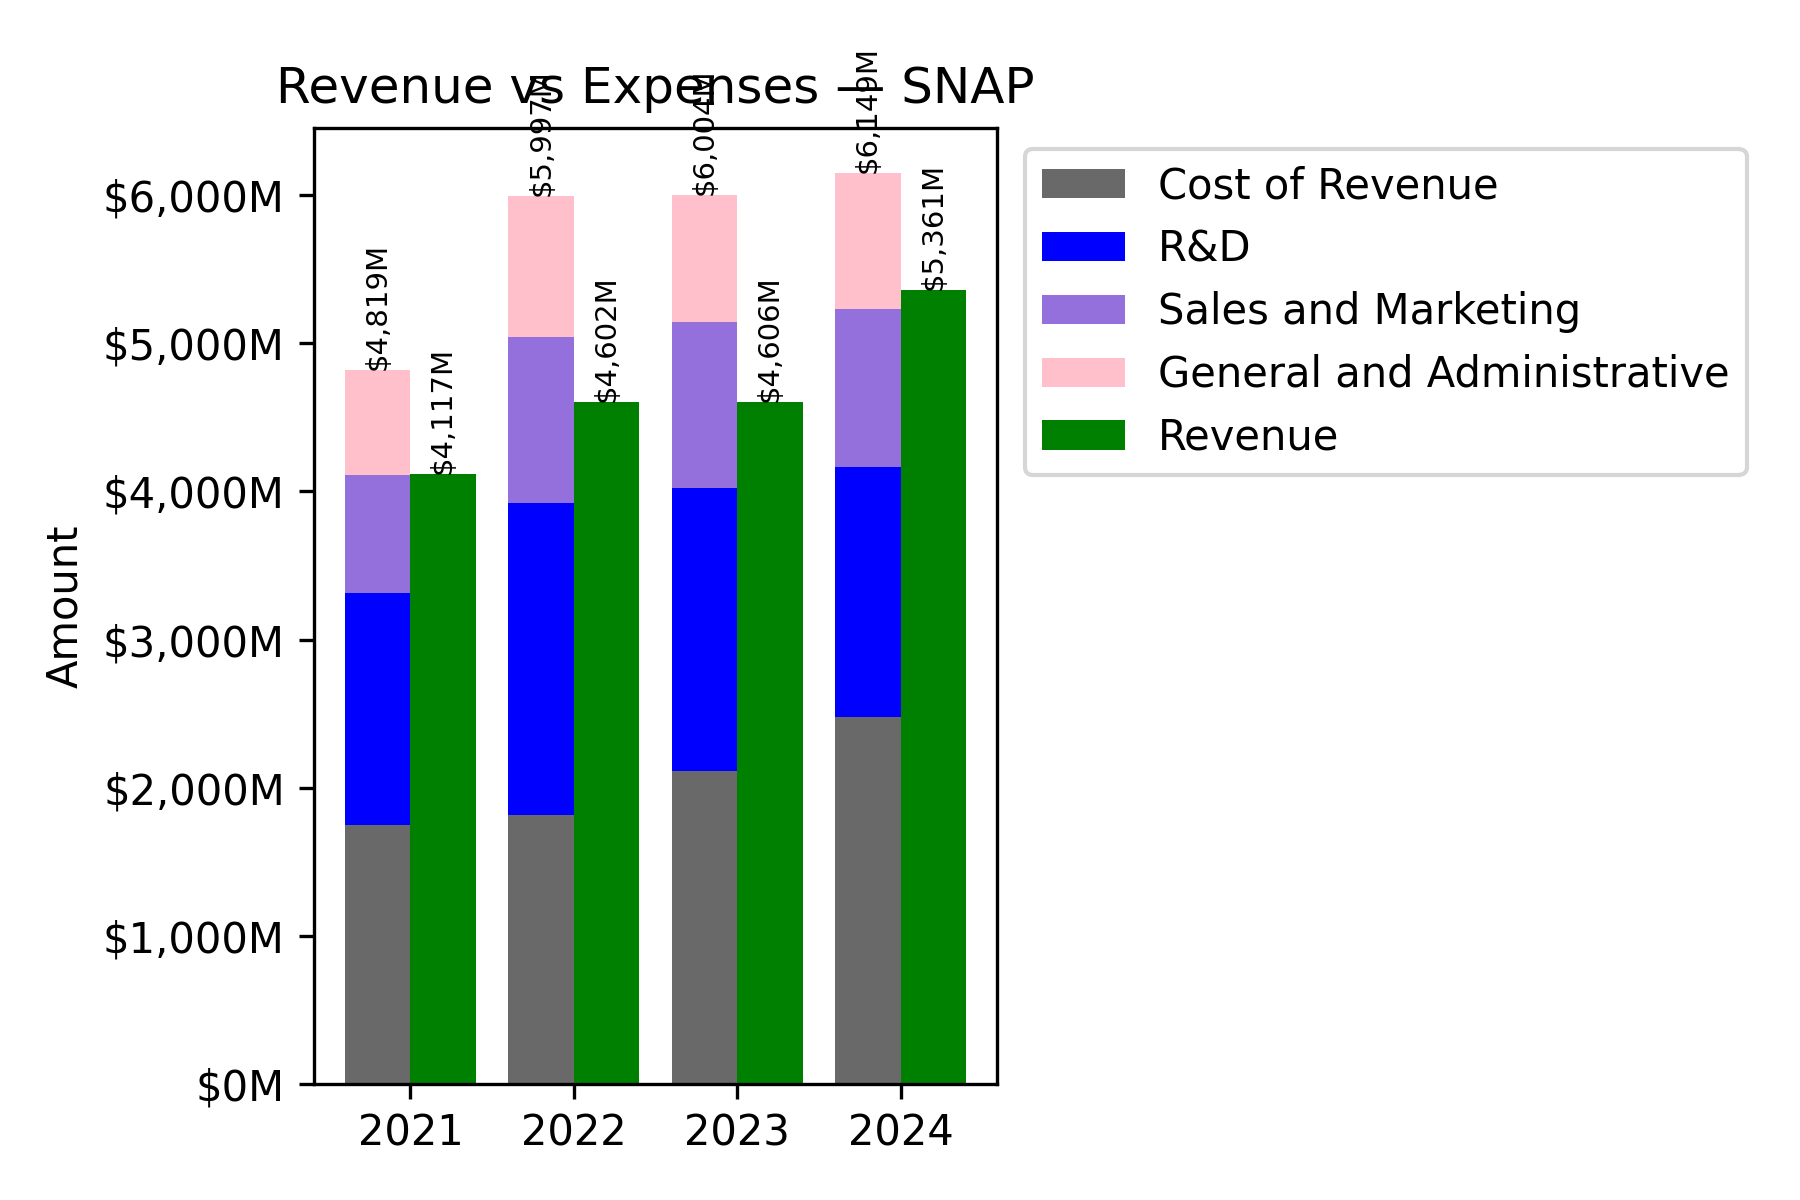 Revenue vs Expenses — SNAP
Amount
$6,000M
$5,000M
$4,000M
$3,000M
$2,000M
$1,000M
$0M
$4,819M
$4,117M
$5,997M
$4,602M
$6,004M
$4,606M
$6,149M
$5,361M
2021
2022
2023
2024
Cost of Revenue
R&D
Sales and Marketing
General and Administrative
Revenue